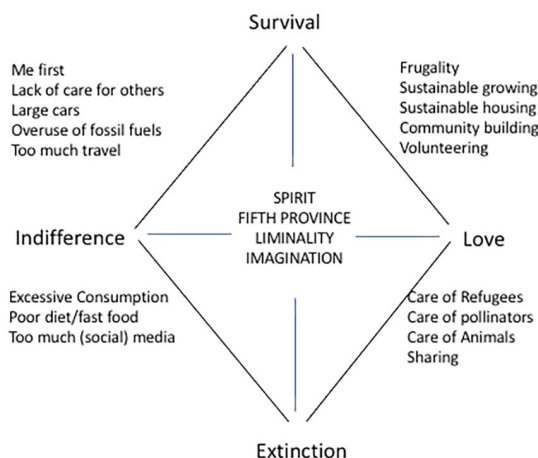 Survival
Me first
Lack of care for others
Large cars
Overuse of fossil fuels
Too much travel
Frugality
Sustainable growing
Sustainable housing
Community building
Volunteering
SPIRIT
FIFTH PROVINCE
LIMINALITY
IMAGINATION
Indifference
Love
Excessive Consumption
Poor diet/fast food
Too much (social) media
Care of Refugees
Care of pollinators
Care of Animals
Sharing
Extinction